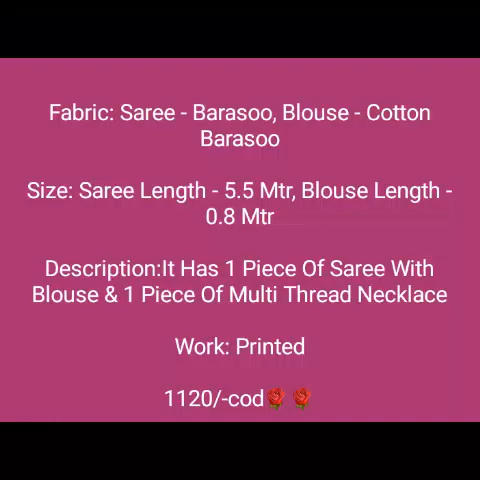 Fabric: Saree - Barasoo, Blouse - Cotton
Barasoo
Size: Saree Length - 5.5 Mtr, Blouse Length -
0.8 Mtr
Description:It Has 1 Piece Of Saree With
Blouse & 1 Piece Of Multi Thread Necklace
Work: Printed
1120/-cod🌹🌹